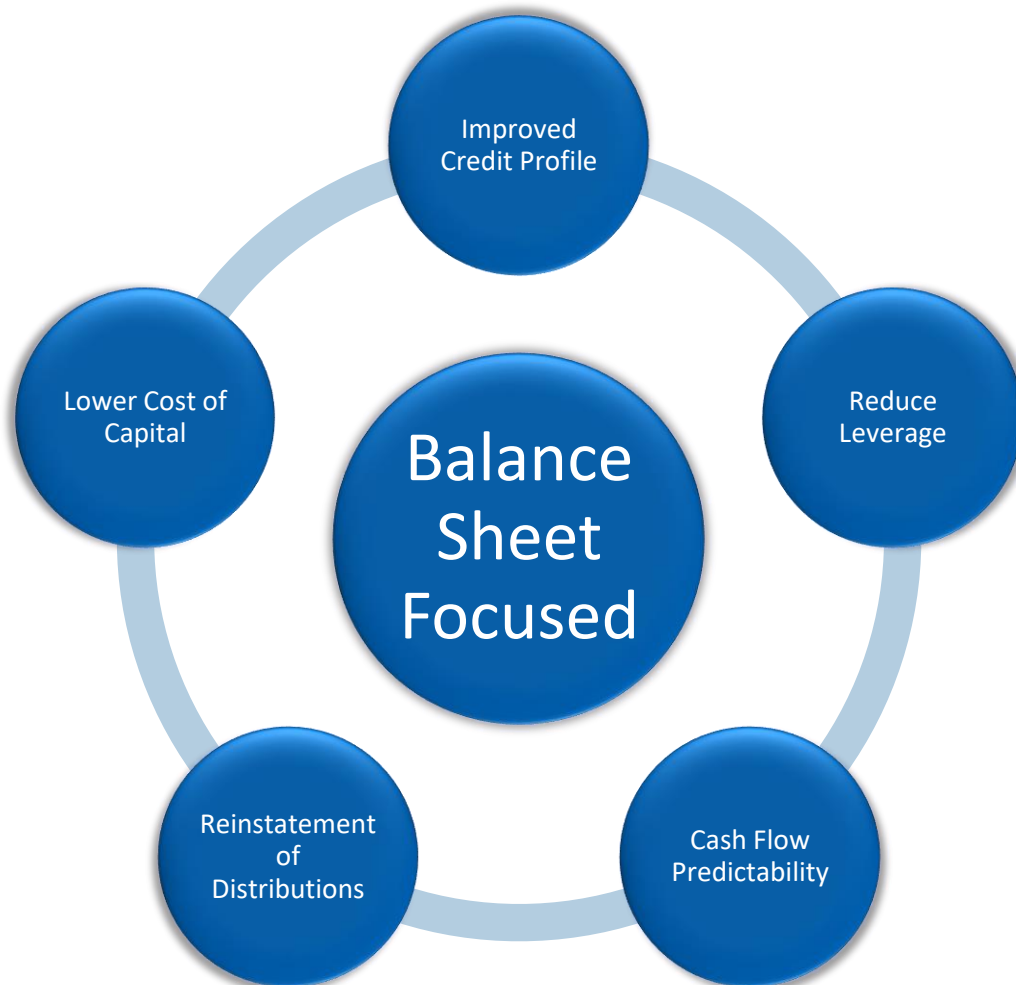 Improved
Credit Profile
Lower Cost of
Capital
Reduce
Leverage
Balance
Sheet
Focused
Reinstatement
of
Distributions
Cash Flow
Predictability